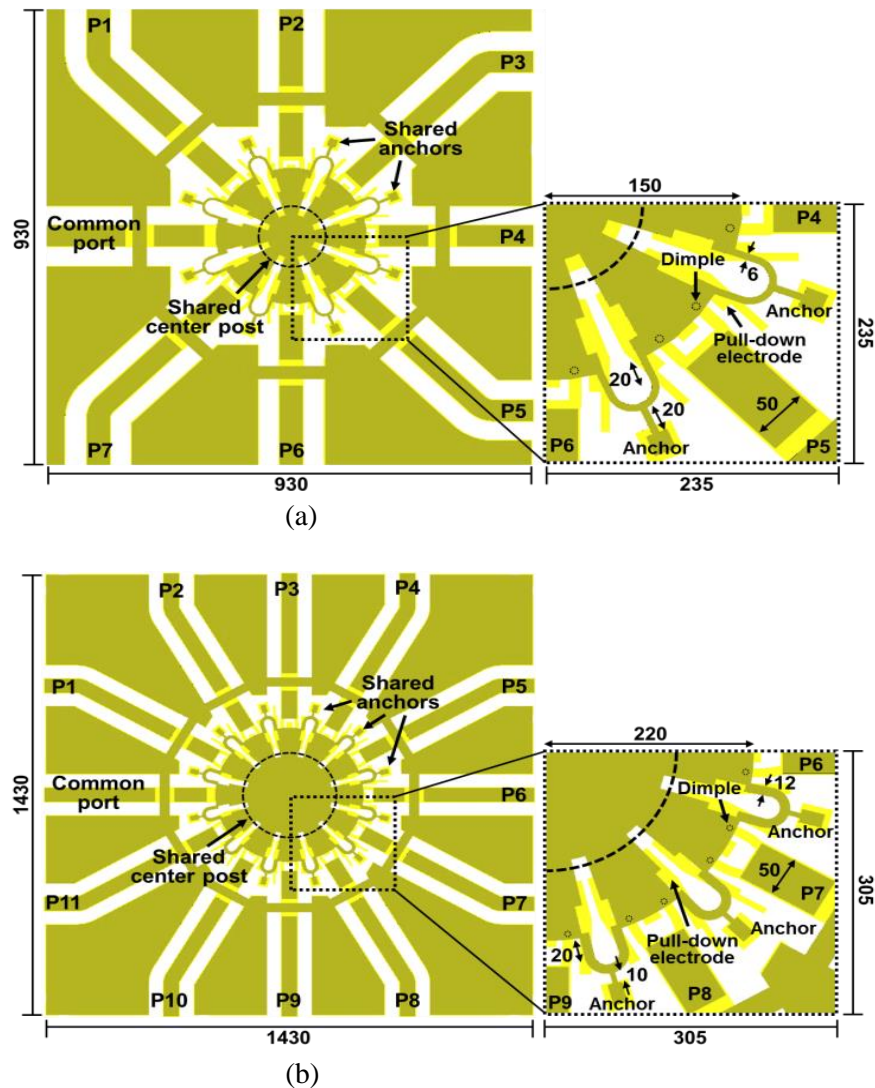 P1
P2
P3
Shared
anchors
930
Common
port
P4
Shared
center post
P7
P6
P5
930
150
P4
Dimple
6
Anchor
Pull-down
electrode
235
20
20
50
P6
Anchor
P5
235
(a)
P2
P3
P4
P1
Shared
anchors
P5
1430
Common
port
P6
Shared
center post
P11
P7
P10
P9
P8
1430
220
P6
Dimple
12
Anchor
50
P7
305
Anchor
Pull-down
electrode
20
10
P9
Anchor
P8
305
(b)